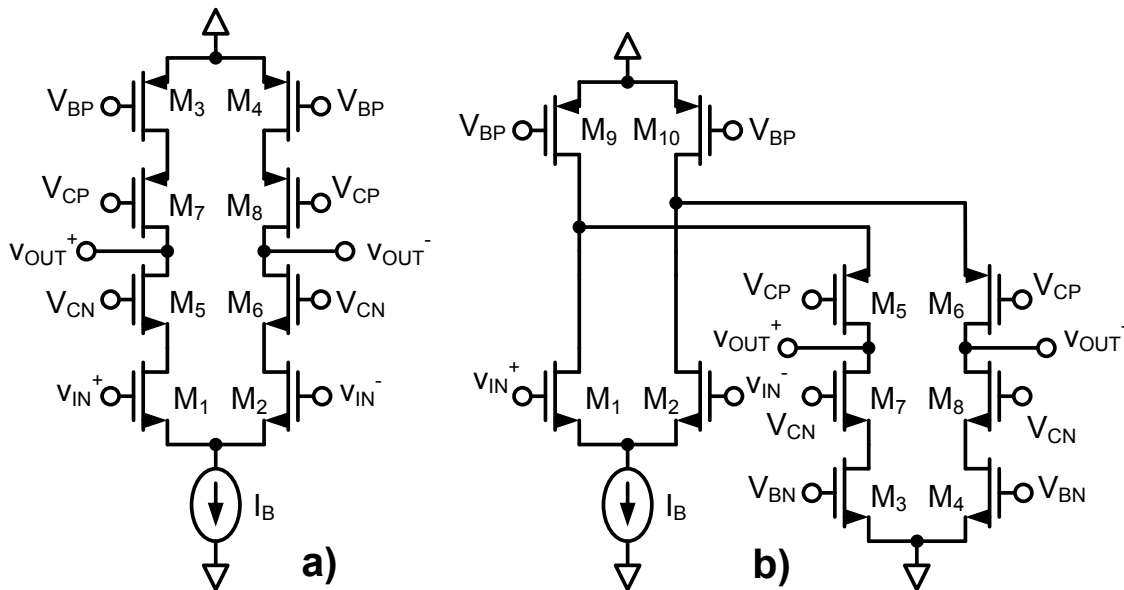 V_BP M_3 M_4 V_BP
V_CP M_7 M_8 V_CP
v_OUT^+ v_OUT^-
V_CN M_5 M_6 V_CN
v_IN^+ M_1 M_2 v_IN^-
I_B
a)
V_BP M_9 M_10 V_BP
V_CP M_5 M_6 V_CP
v_OUT^+ v_OUT^-
v_IN^+ M_1 M_2 v_IN^- M_7 M_8
V_CN V_CN
V_BN M_3 M_4 V_BN
I_B
b)